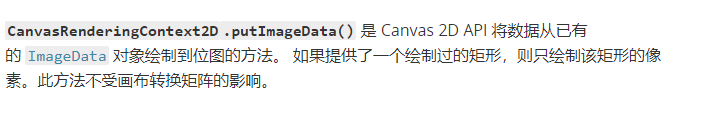 CanvasRenderingContext2D.putImageData() 是 Canvas 2D API 将数据从已有
的 ImageData 对象绘制到位图的方法。 如果提供了一个绘制过的矩形，则只绘制该矩形的像
素。此方法不受画布转换矩阵的影响。